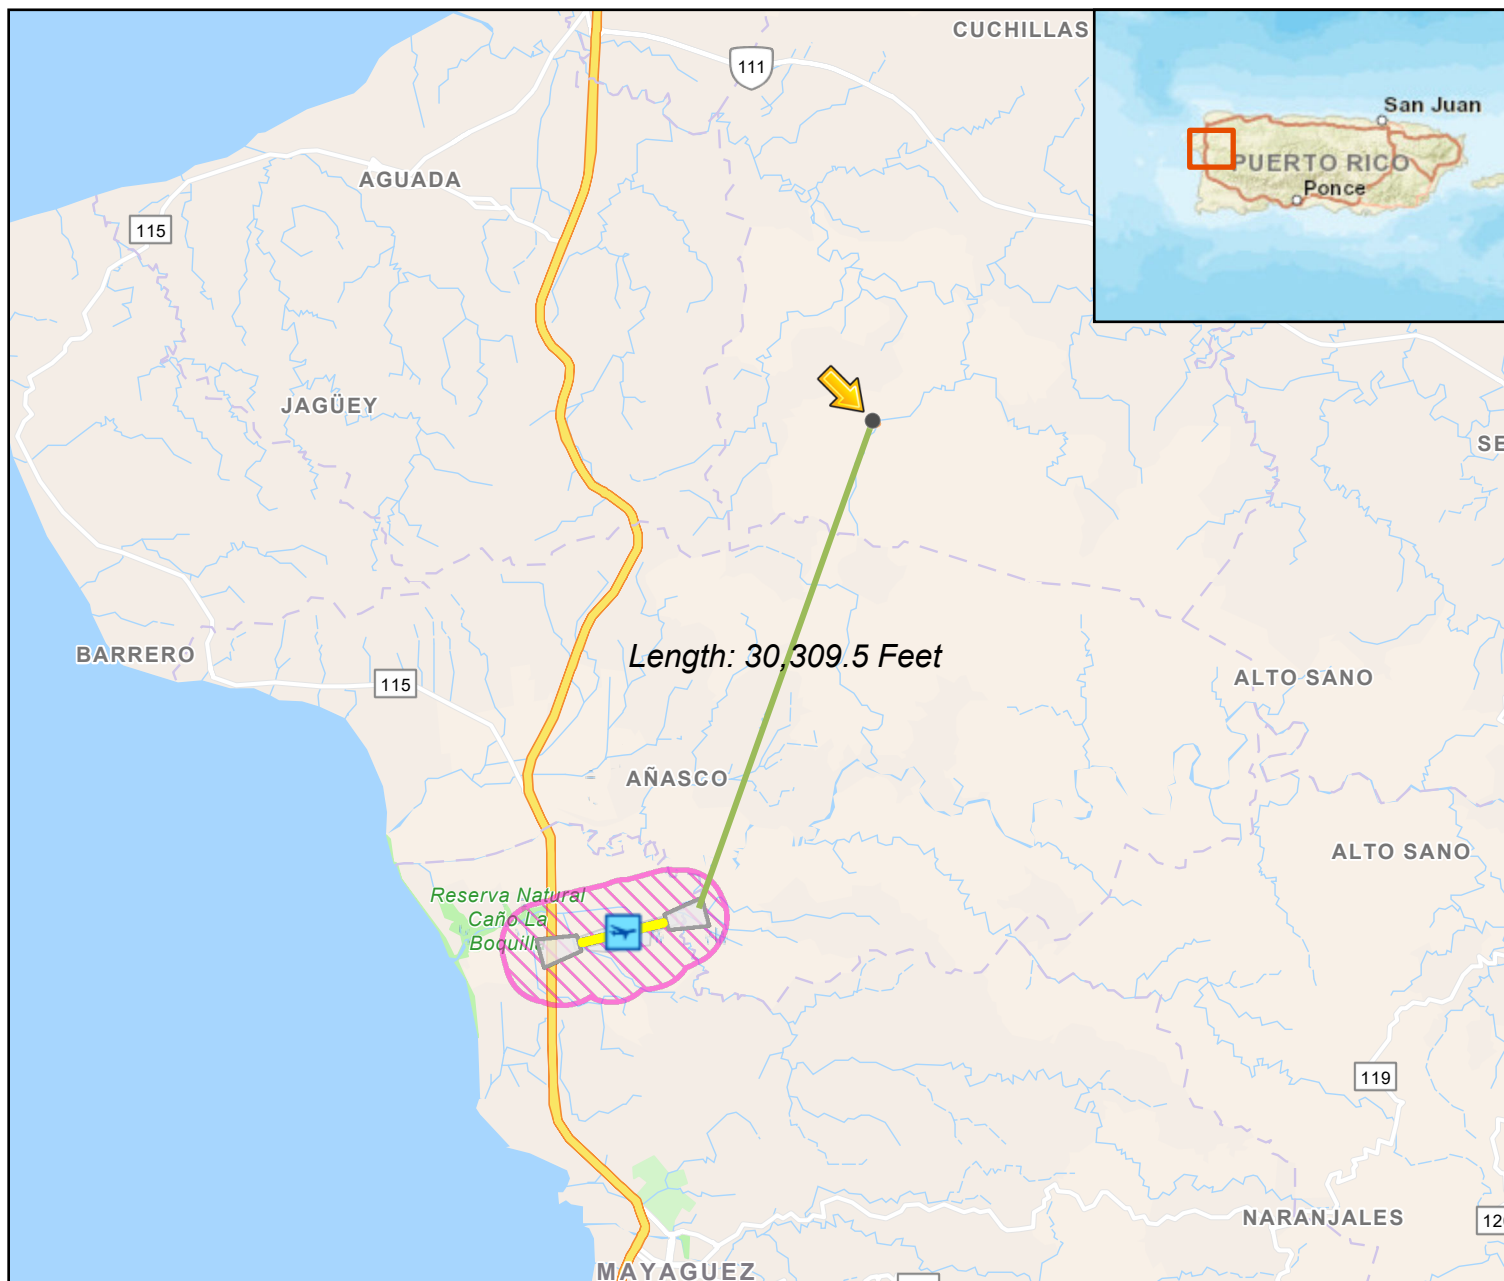 CUCHILLAS
111
San Juan
PUERTO RICO
Ponce
AGUADA
115
JAGÜEY
BARRERO
Length: 30,309.5 Feet
115
ALTO SANO
AÑASCO
ALTO SANO
Reserva Natural
Caño La
Boquilla
119
NARANJALES
MAYAGUEZ